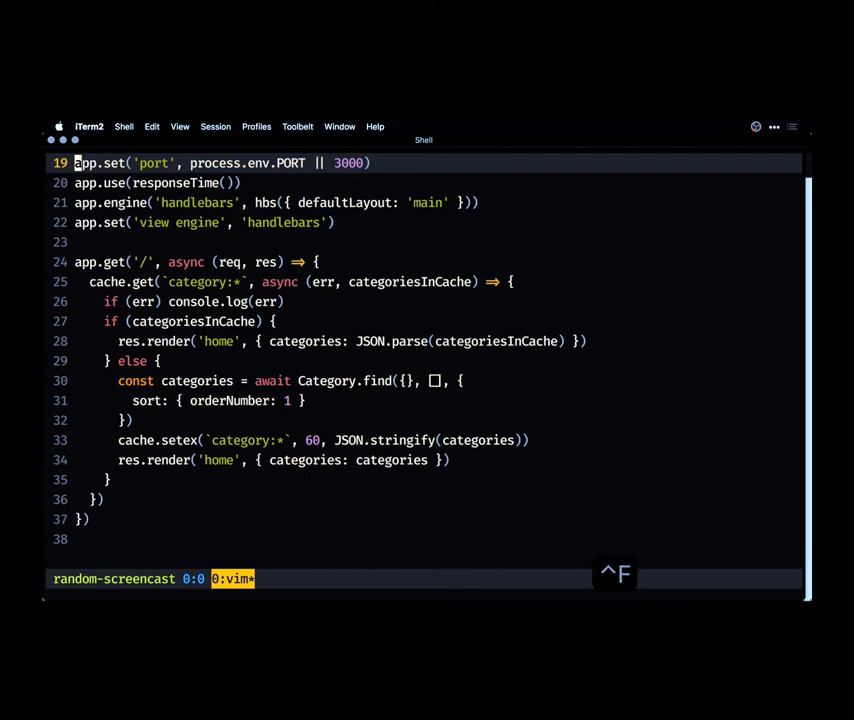 iTerm2 Shell Edit View Session Profiles Toolbelt Window Help
Shell
19 app.set('port', process.env.PORT || 3000)
20 app.use(responseTime())
21 app.engine('handlebars', hbs({ defaultLayout: 'main' }))
22 app.set('view engine', 'handlebars')
23
24 app.get('/', async (req, res) => {
25   cache.get(`category:*`, async (err, categoriesInCache) => {
26     if (err) console.log(err)
27     if (categoriesInCache) {
28       res.render('home', { categories: JSON.parse(categoriesInCache) })
29     } else {
30       const categories = await Category.find({}, [], {
31         sort: { orderNumber: 1 }
32       })
33       cache.setex(`category:*`, 60, JSON.stringify(categories))
34       res.render('home', { categories: categories })
35     }
36   })
37 })
38
random-screencast 0:0 0:vim*
^F